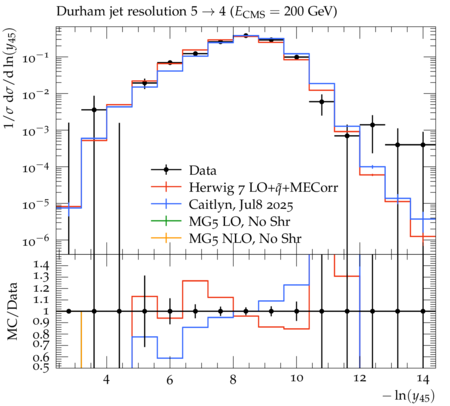 Durham jet resolution 5 → 4 (E_CMS = 200 GeV)
1/σ dσ/d ln(y_45)
10^−1
10^−2
10^−3
10^−4
10^−5
10^−6
Data
Herwig 7 LO+q̄+MECorr
Caitlyn, Jul8 2025
MG5 LO, No Shr
MG5 NLO, No Shr
MC/Data
1.4
1.3
1.2
1.1
1
0.9
0.8
0.7
0.6
0.5
4 6 8 10 12 14
− ln(y_45)